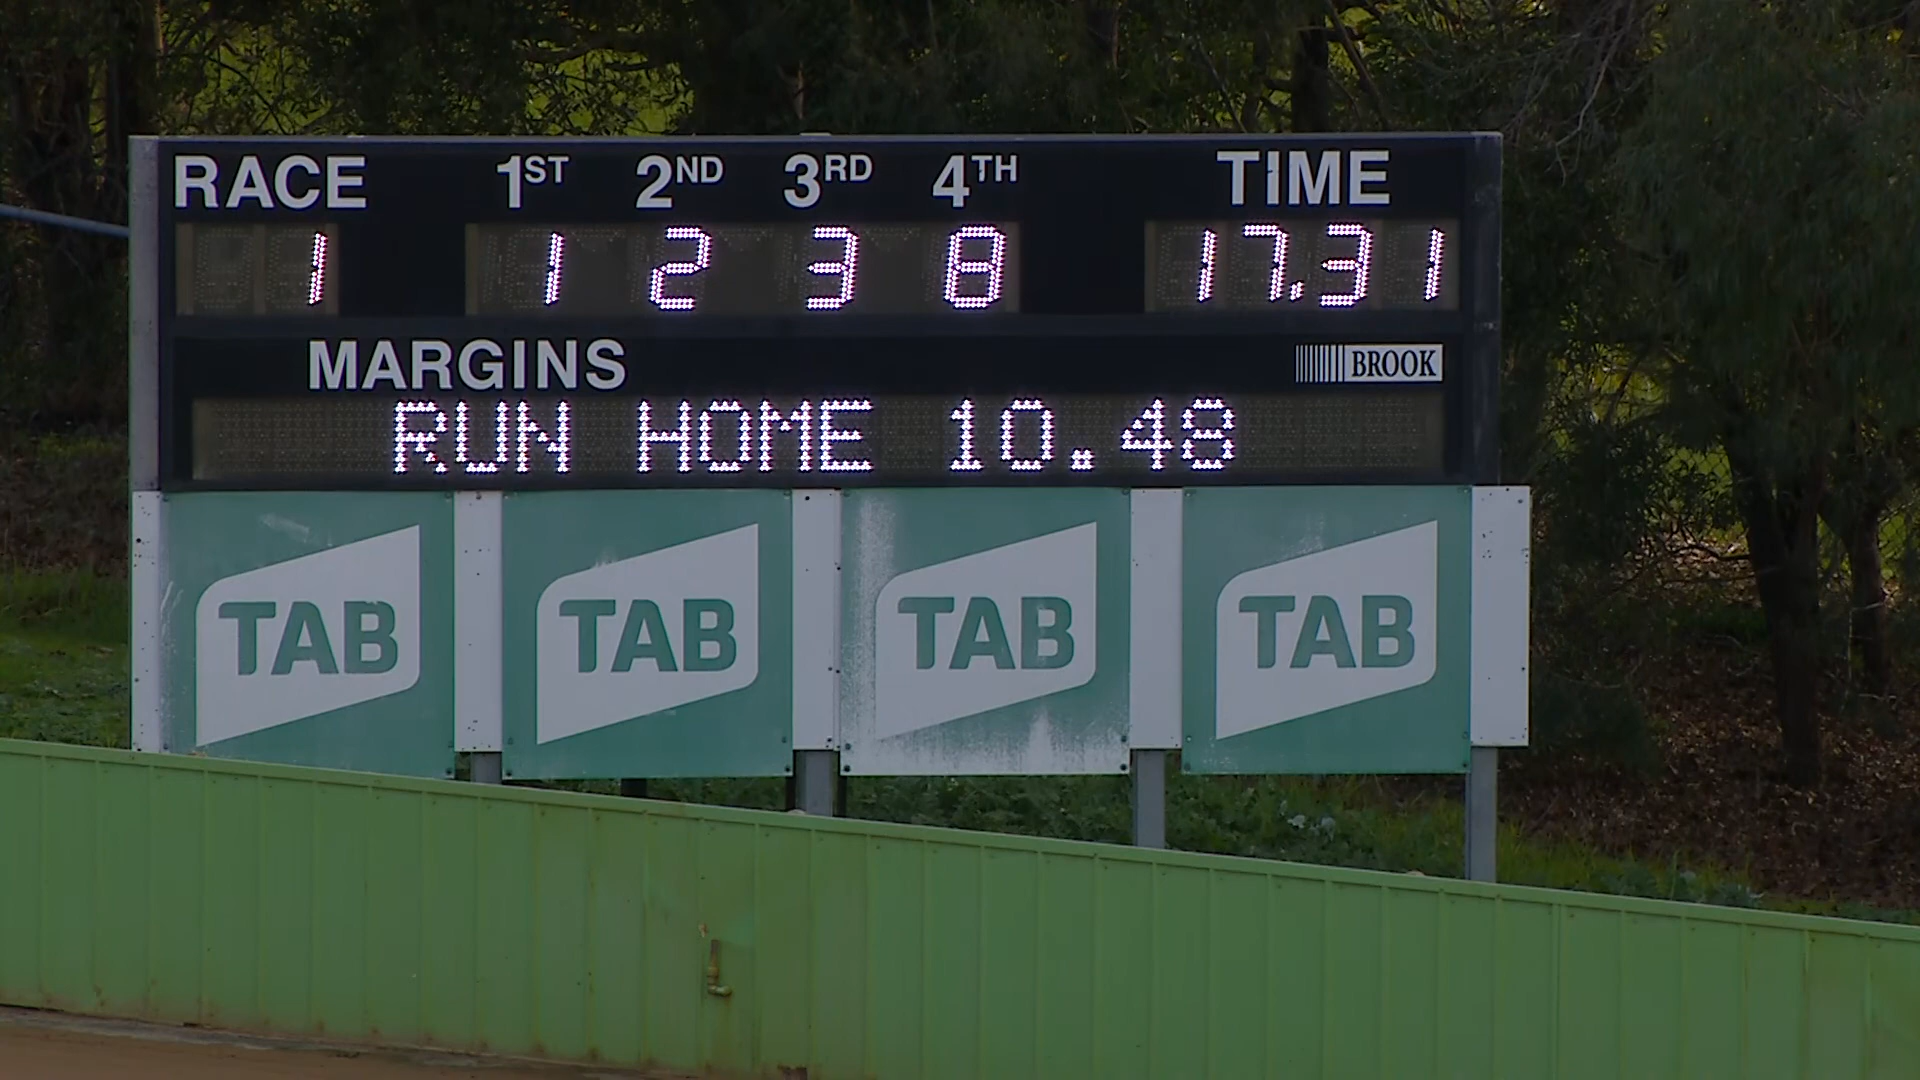 RACE 1ST 2ND 3RD 4TH TIME
1 1 2 3 8 17.31
MARGINS BROOK
RUN HOME 10.48
TAB TAB TAB TAB